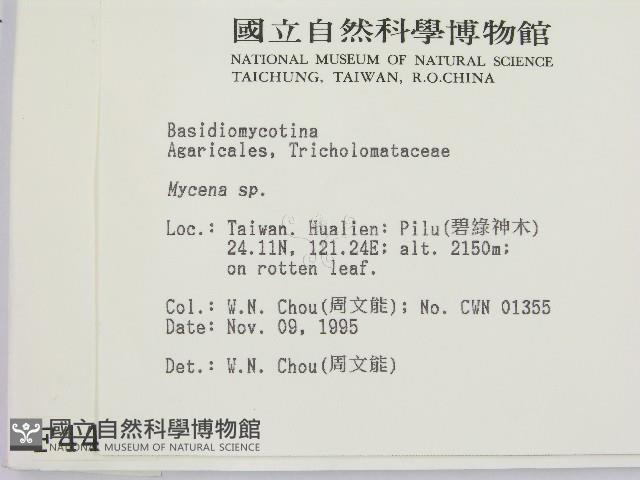 國立自然科學博物館
NATIONAL MUSEUM OF NATURAL SCIENCE
TAICHUNG, TAIWAN, R.O.CHINA
Basidiomycotina
Agaricales, Tricholomataceae
Mycena sp.
Loc.: Taiwan. Hualien: Pilu(碧綠神木)
24.11N, 121.24E; alt. 2150m;
on rotten leaf.
Col.: W.N. Chou(周文能); No. CWN 01355
Date: Nov. 09, 1995
Det.: W.N. Chou(周文能)
F44
國立自然科學博物館
NATIONAL MUSEUM OF NATURAL SCIENCE